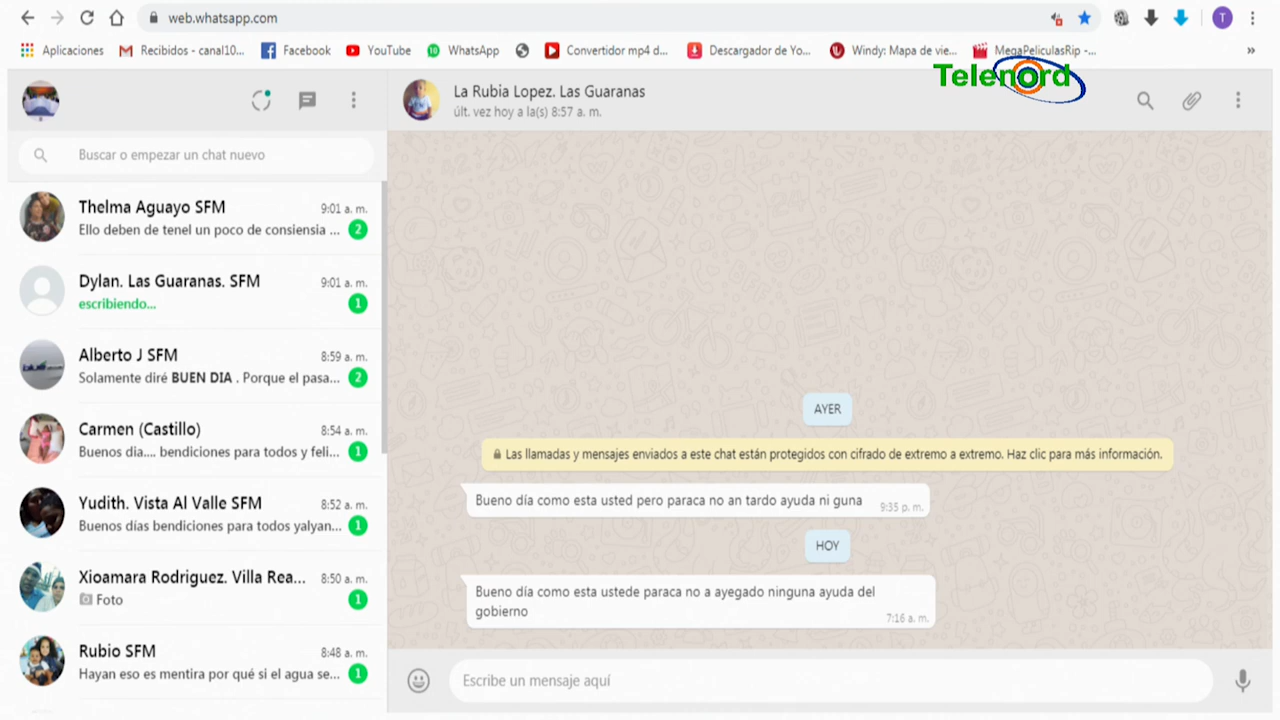 web.whatsapp.com
T
Aplicaciones
Recibidos - canal10...
Facebook
YouTube
WhatsApp
Convertidor mp4 d...
Descargador de Yo...
Windy: Mapa de vie...
MegaPeliculasRip -...
»
Telenord
La Rubia Lopez. Las Guaranas
últ. vez hoy a la(s) 8:57 a. m.
Buscar o empezar un chat nuevo
Thelma Aguayo SFM 9:01 a. m.
Ello deben de tenel un poco de consiensia ... 2
Dylan. Las Guaranas. SFM 9:01 a. m.
escribiendo... 1
Alberto J SFM 8:59 a. m.
Solamente diré BUEN DIA . Porque el pasa... 2
Carmen (Castillo) 8:54 a. m.
Buenos dia.... bendiciones para todos y feli... 1
Yudith. Vista Al Valle SFM 8:52 a. m.
Buenos días bendiciones para todos yalyan... 1
Xioamara Rodriguez. Villa Rea... 8:50 a. m.
Foto 1
Rubio SFM 8:48 a. m.
Hayan eso es mentira por qué si el agua se... 1
AYER
Las llamadas y mensajes enviados a este chat están protegidos con cifrado de extremo a extremo. Haz clic para más información.
Bueno día como esta usted pero paraca no an tardo ayuda ni guna 9:35 p. m.
HOY
Bueno día como esta ustede paraca no a ayegado ninguna ayuda del
gobierno 7:16 a. m.
Escribe un mensaje aquí